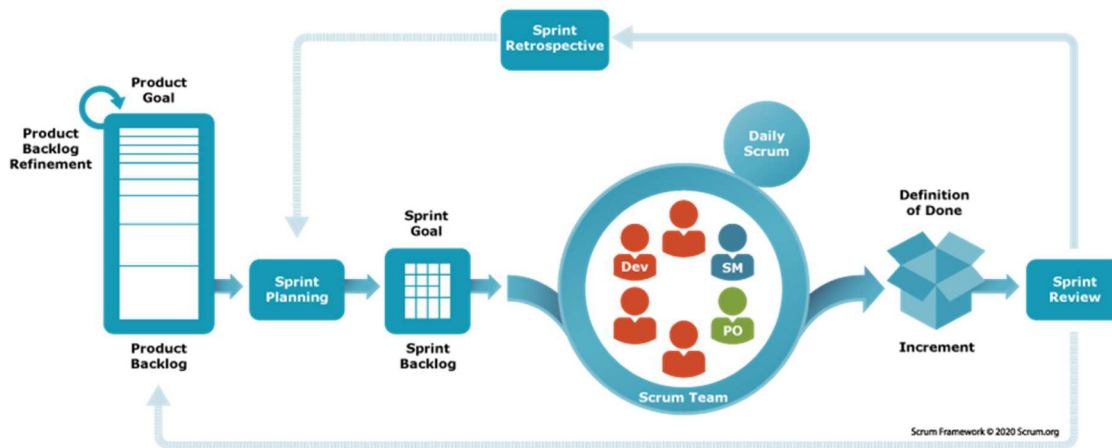 Sprint
Retrospective
Product
Goal
Product
Backlog
Refinement
Daily
Scrum
Definition
of Done
Sprint
Goal
Dev
SM
Sprint
Planning
Sprint
Review
PO
Product
Backlog
Sprint
Backlog
Increment
Scrum Team
Scrum Framework © 2020 Scrum.org